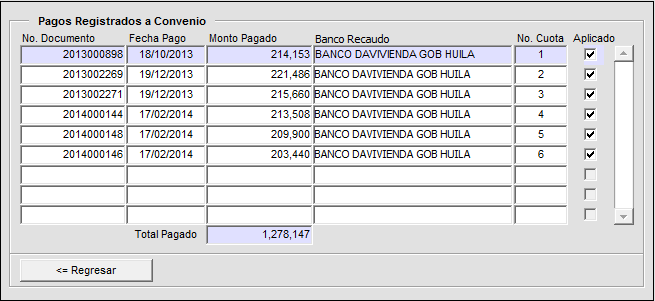 Pagos Registrados a Convenio
No. Documento Fecha Pago Monto Pagado Banco Recaudo No. Cuota Aplicado
2013000898 18/10/2013 214,153 BANCO DAVIVIENDA GOB HUILA 1
2013002269 19/12/2013 221,486 BANCO DAVIVIENDA GOB HUILA 2
2013002271 19/12/2013 215,660 BANCO DAVIVIENDA GOB HUILA 3
2014000144 17/02/2014 213,508 BANCO DAVIVIENDA GOB HUILA 4
2014000148 17/02/2014 209,900 BANCO DAVIVIENDA GOB HUILA 5
2014000146 17/02/2014 203,440 BANCO DAVIVIENDA GOB HUILA 6
Total Pagado 1,278,147
<= Regresar